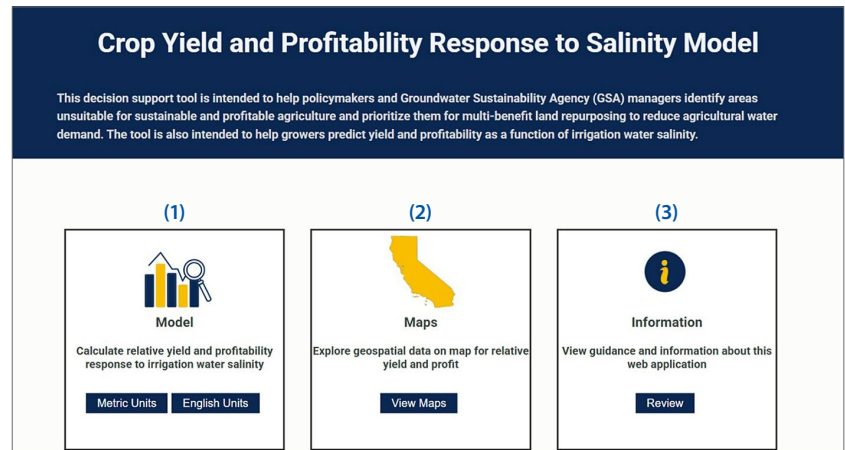 Crop Yield and Profitability Response to Salinity Model
This decision support tool is intended to help policymakers and Groundwater Sustainability Agency (GSA) managers identify areas
unsuitable for sustainable and profitable agriculture and prioritize them for multi-benefit land repurposing to reduce agricultural water
demand. The tool is also intended to help growers predict yield and profitability as a function of irrigation water salinity.
(1)
Model
Calculate relative yield and profitability
response to irrigation water salinity
Metric Units
English Units
(2)
Maps
Explore geospatial data on map for relative
yield and profit
View Maps
(3)
i
Information
View guidance and information about this
web application
Review